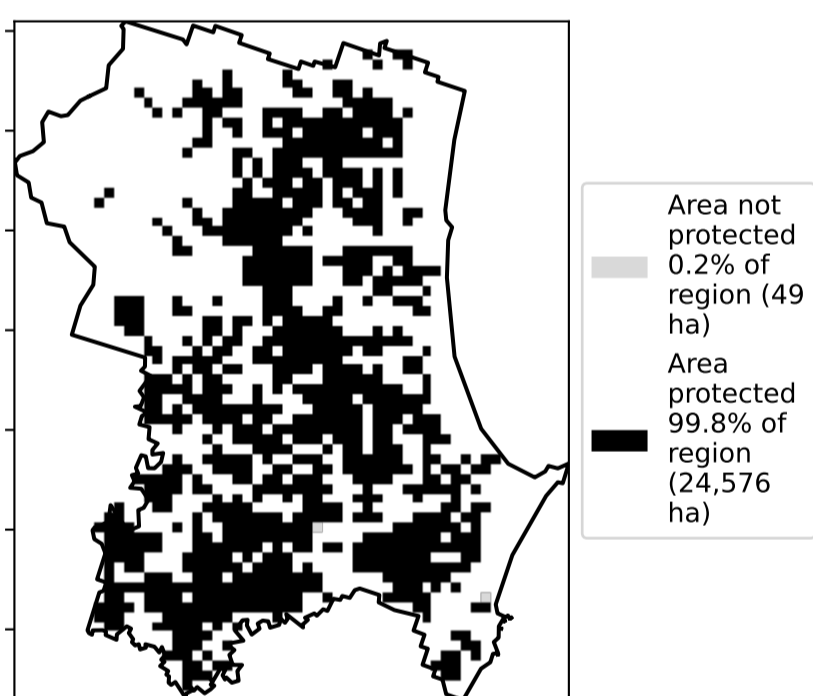 Area not
protected
0.2% of
region (49
ha)
Area
protected
99.8% of
region
(24,576
ha)